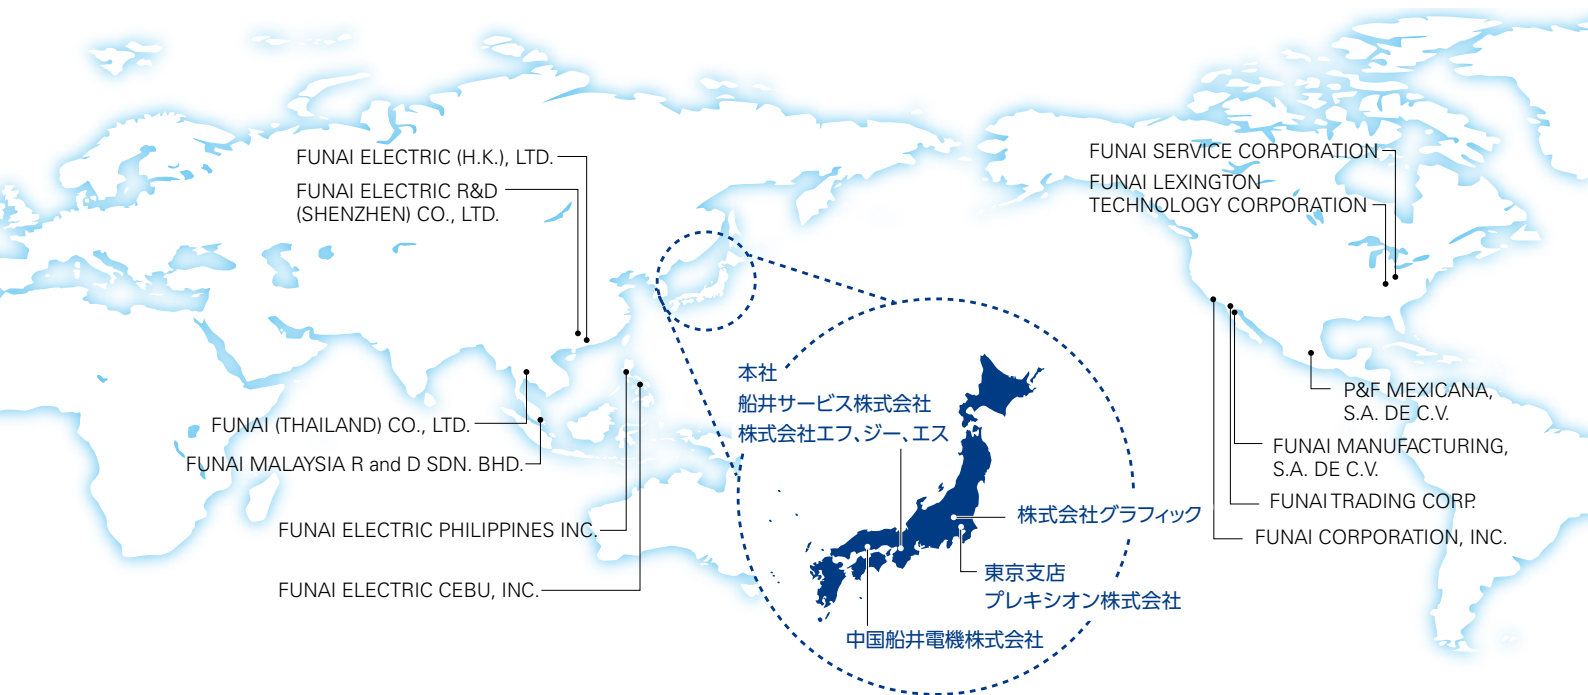 FUNAI ELECTRIC (H.K.), LTD.
FUNAI ELECTRIC R&D
(SHENZHEN) CO., LTD.
FUNAI (THAILAND) CO., LTD.
FUNAI MALAYSIA R and D SDN. BHD.
FUNAI ELECTRIC PHILIPPINES INC.
FUNAI ELECTRIC CEBU, INC.
本社
船井サービス株式会社
株式会社エフ、ジー、エス
株式会社グラフィック
東京支店
プレキシオン株式会社
中国船井電機株式会社
FUNAI SERVICE CORPORATION
FUNAI LEXINGTON
TECHNOLOGY CORPORATION
P&F MEXICANA,
S.A. DE C.V.
FUNAI MANUFACTURING,
S.A. DE C.V.
FUNAI TRADING CORP.
FUNAI CORPORATION, INC.